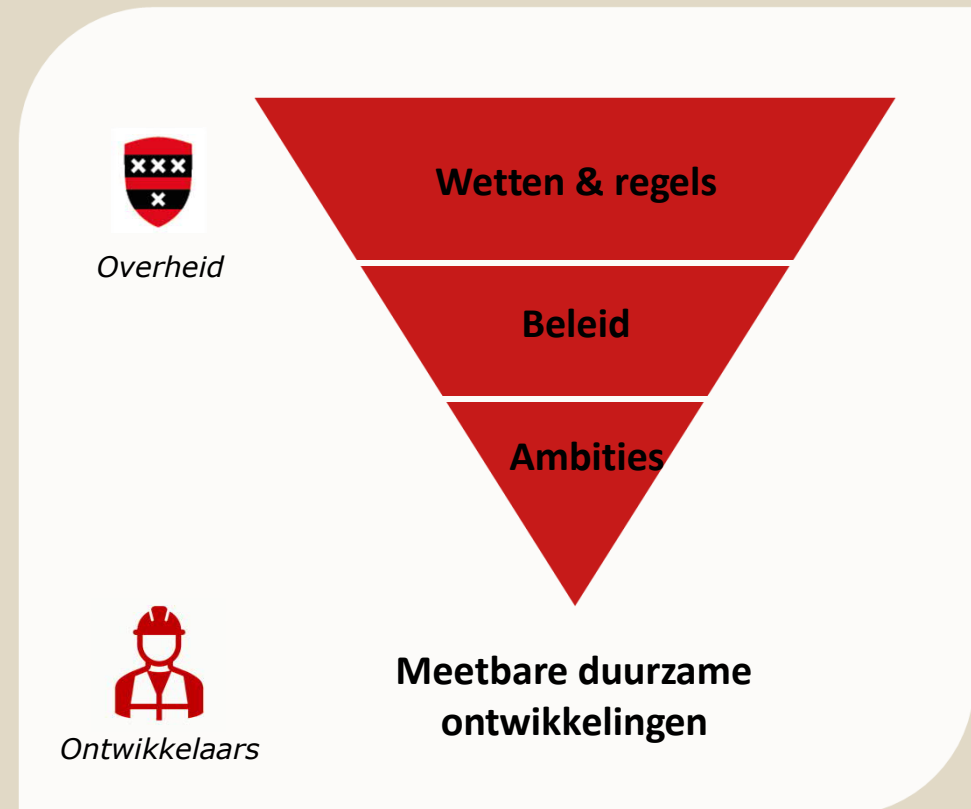 Wetten & regels
Overheid
Beleid
Ambities
Meetbare duurzame
ontwikkelingen
Ontwikkelaars